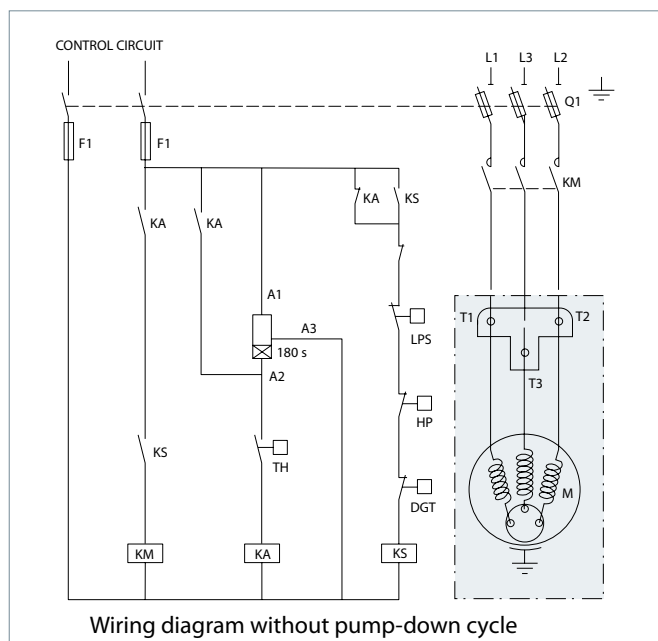 CONTROL CIRCUIT
L1 L3 L2
Q1
F1 F1
KA KS
KM
KA KA
A1
A3
T1 T2
180 s
LPS
A2
T3
HP
KS
TH
M
DGT
KM KA KS
Wiring diagram without pump-down cycle